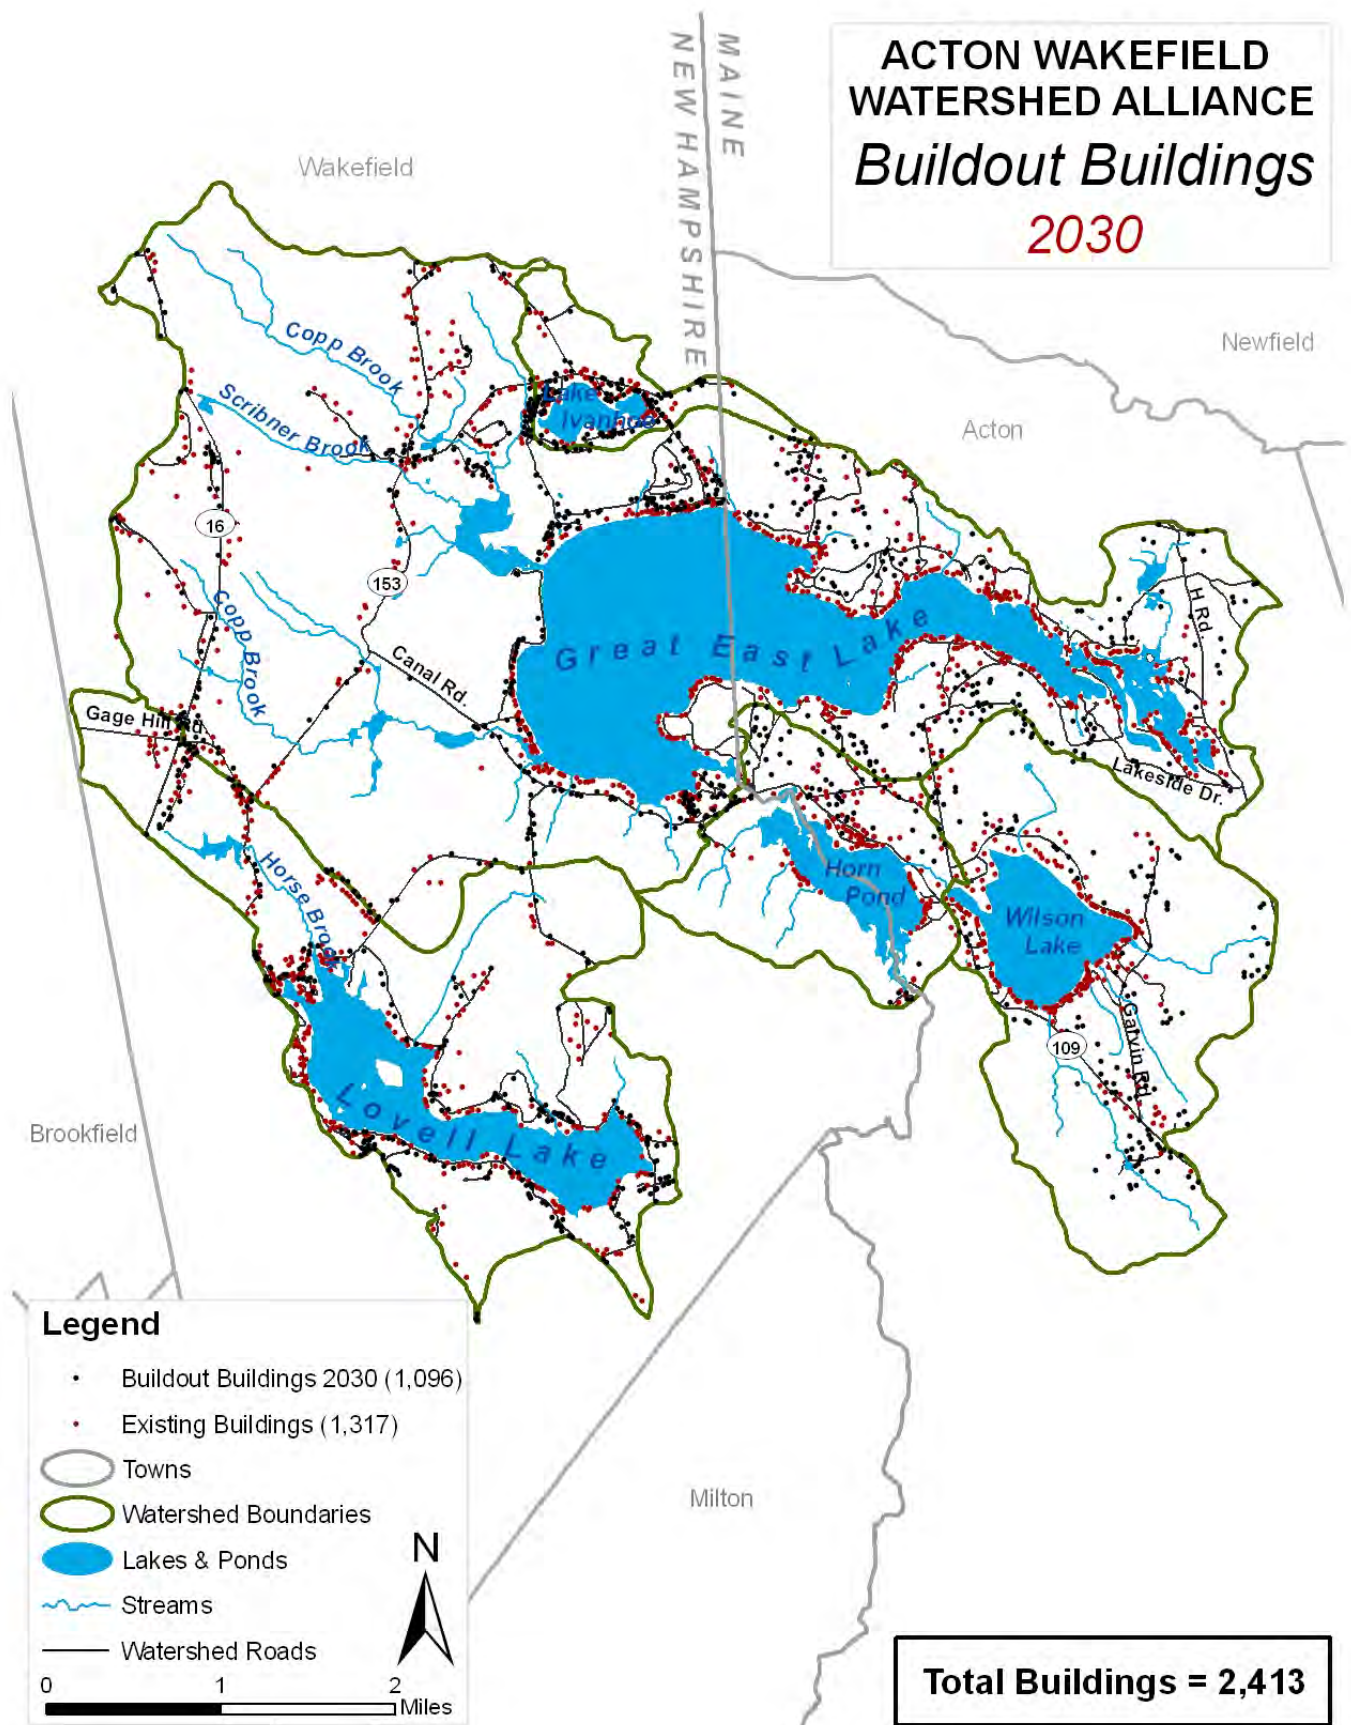 ACTON WAKEFIELD
WATERSHED ALLIANCE
Buildout Buildings
2030
MAINE
NEW HAMPSHIRE
Wakefield
Newfield
Acton
Copp Brook
Scribner Brook
Lake
Ivanhoe
16
153
H Rd
Copp Brook
Great East Lake
Canal Rd.
Gage Hill Rd.
Lakeside Dr.
Horse Brook
Horn
Pond
Wilson
Lake
Garvin Rd
109
Lovell Lake
Brookfield
Milton
Legend
Buildout Buildings 2030 (1,096)
Existing Buildings (1,317)
Towns
Watershed Boundaries
Lakes & Ponds
Streams
Watershed Roads
N
0 1 2
Miles
Total Buildings = 2,413